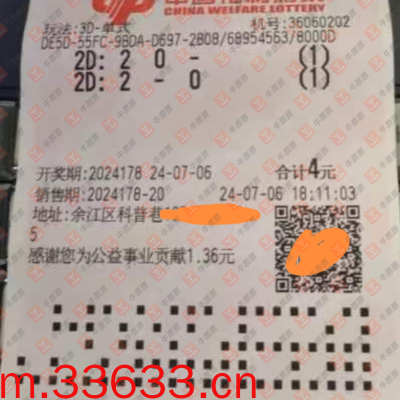 CHINA WELFARE LOTTERY
玩法:3D-单式 机号:36060202
DE5D-55FC-9BDA-D697-2B08/68954563/8000D
2D: 2 0 - (1)
2D: 2 - 0 (1)
开奖期:2024178 24-07-06 合计4元
销售期:2024178-20 24-07-06 18:11:03
地址:余江区科普巷
5
感谢您为公益事业贡献1.36元
m.33633.cn